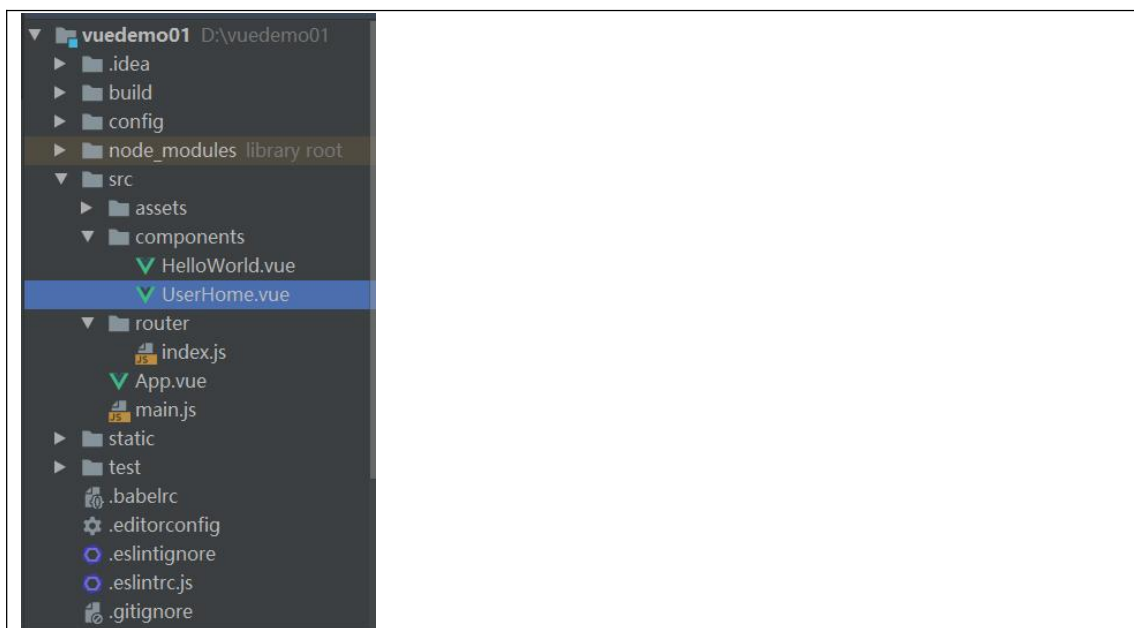 vuedemo01 D:\vuedemo01
.idea
build
config
node_modules library root
src
assets
components
HelloWorld.vue
UserHome.vue
router
index.js
App.vue
main.js
static
test
.babelrc
.editorconfig
.eslintignore
.eslintrc.js
.gitignore